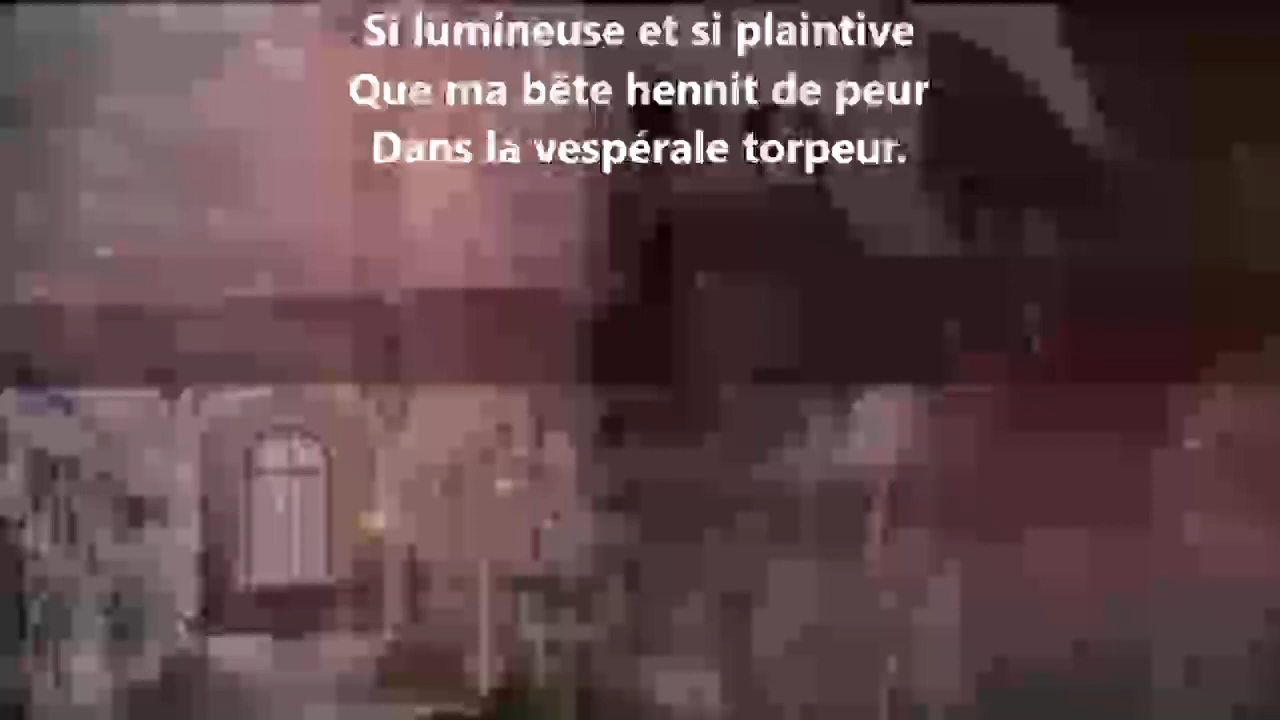 Si lumineuse et si plaintive
Que ma bête hennit de peur
Dans la vespérale torpeur.